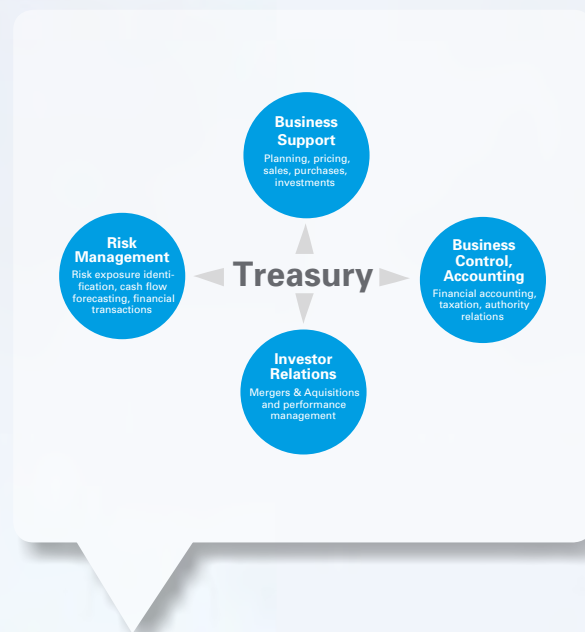 Business
Support
Planning, pricing,
sales, purchases,
investments
Risk
Management
Risk exposure identi-
fication, cash flow
forecasting, financial
transactions
Treasury
Business
Control,
Accounting
Financial accounting,
taxation, authority
relations
Investor
Relations
Mergers & Aquisitions
and performance
management